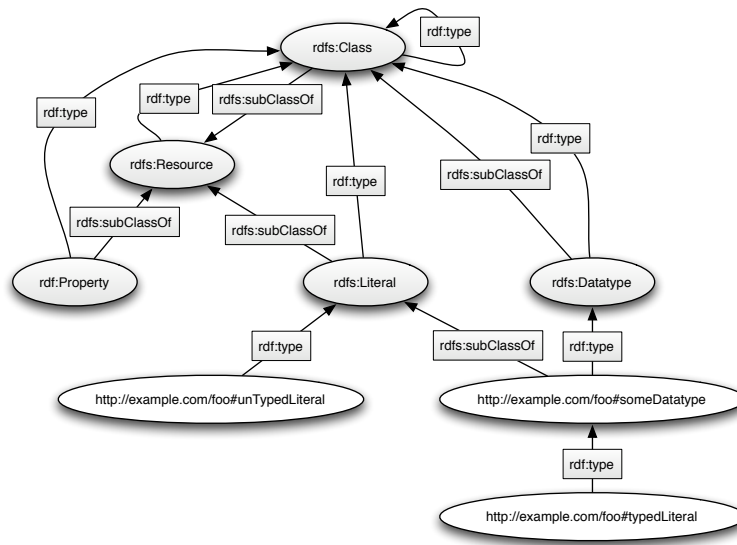 rdf:type
rdfs:Class
rdf:type
rdfs:subClassOf
rdf:type
rdf:type
rdfs:Resource
rdf:type
rdfs:subClassOf
rdfs:subClassOf
rdfs:subClassOf
rdf:Property
rdfs:Literal
rdfs:Datatype
rdf:type
rdfs:subClassOf
rdf:type
http://example.com/foo#unTypedLiteral
http://example.com/foo#someDatatype
rdf:type
http://example.com/foo#typedLiteral